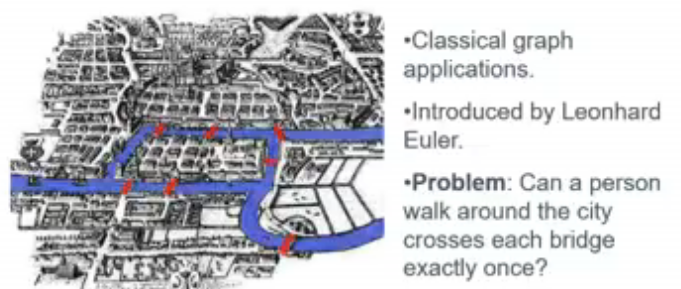 •Classical graph
applications.
•Introduced by Leonhard
Euler.
•Problem: Can a person
walk around the city
crosses each bridge
exactly once?